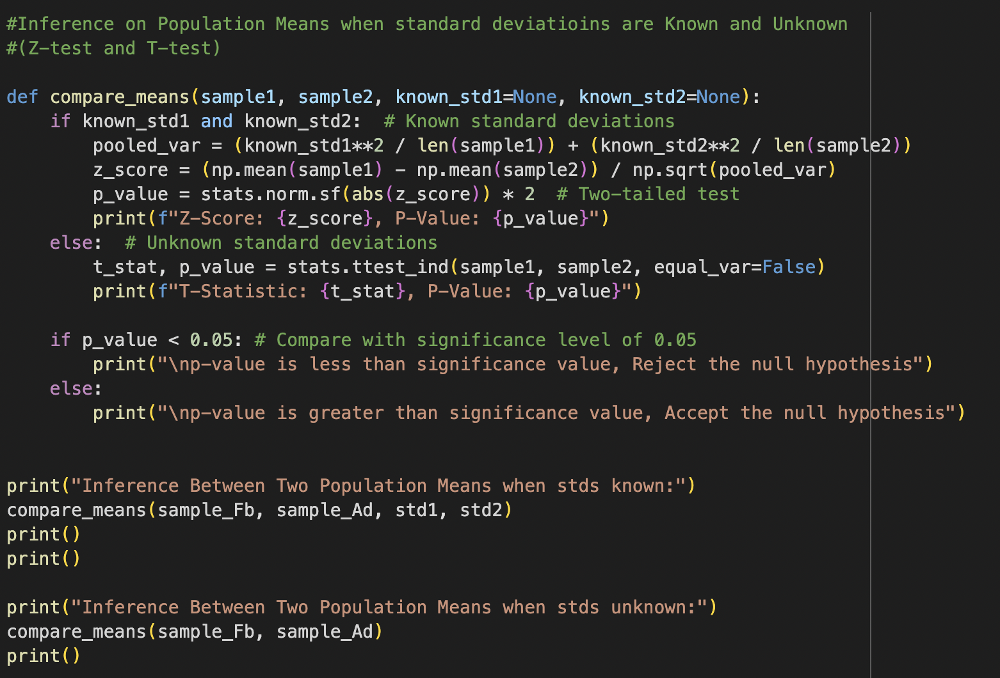 #Inference on Population Means when standard deviatioins are Known and Unknown
#(Z-test and T-test)
def compare_means(sample1, sample2, known_std1=None, known_std2=None):
    if known_std1 and known_std2:  # Known standard deviations
        pooled_var = (known_std1**2 / len(sample1)) + (known_std2**2 / len(sample2))
        z_score = (np.mean(sample1) - np.mean(sample2)) / np.sqrt(pooled_var)
        p_value = stats.norm.sf(abs(z_score)) * 2  # Two-tailed test
        print(f"Z-Score: {z_score}, P-Value: {p_value}")
    else:  # Unknown standard deviations
        t_stat, p_value = stats.ttest_ind(sample1, sample2, equal_var=False)
        print(f"T-Statistic: {t_stat}, P-Value: {p_value}")
    if p_value < 0.05: # Compare with significance level of 0.05
        print("\np-value is less than significance value, Reject the null hypothesis")
    else:
        print("\np-value is greater than significance value, Accept the null hypothesis")
print("Inference Between Two Population Means when stds known:")
compare_means(sample_Fb, sample_Ad, std1, std2)
print()
print()
print("Inference Between Two Population Means when stds unknown:")
compare_means(sample_Fb, sample_Ad)
print()